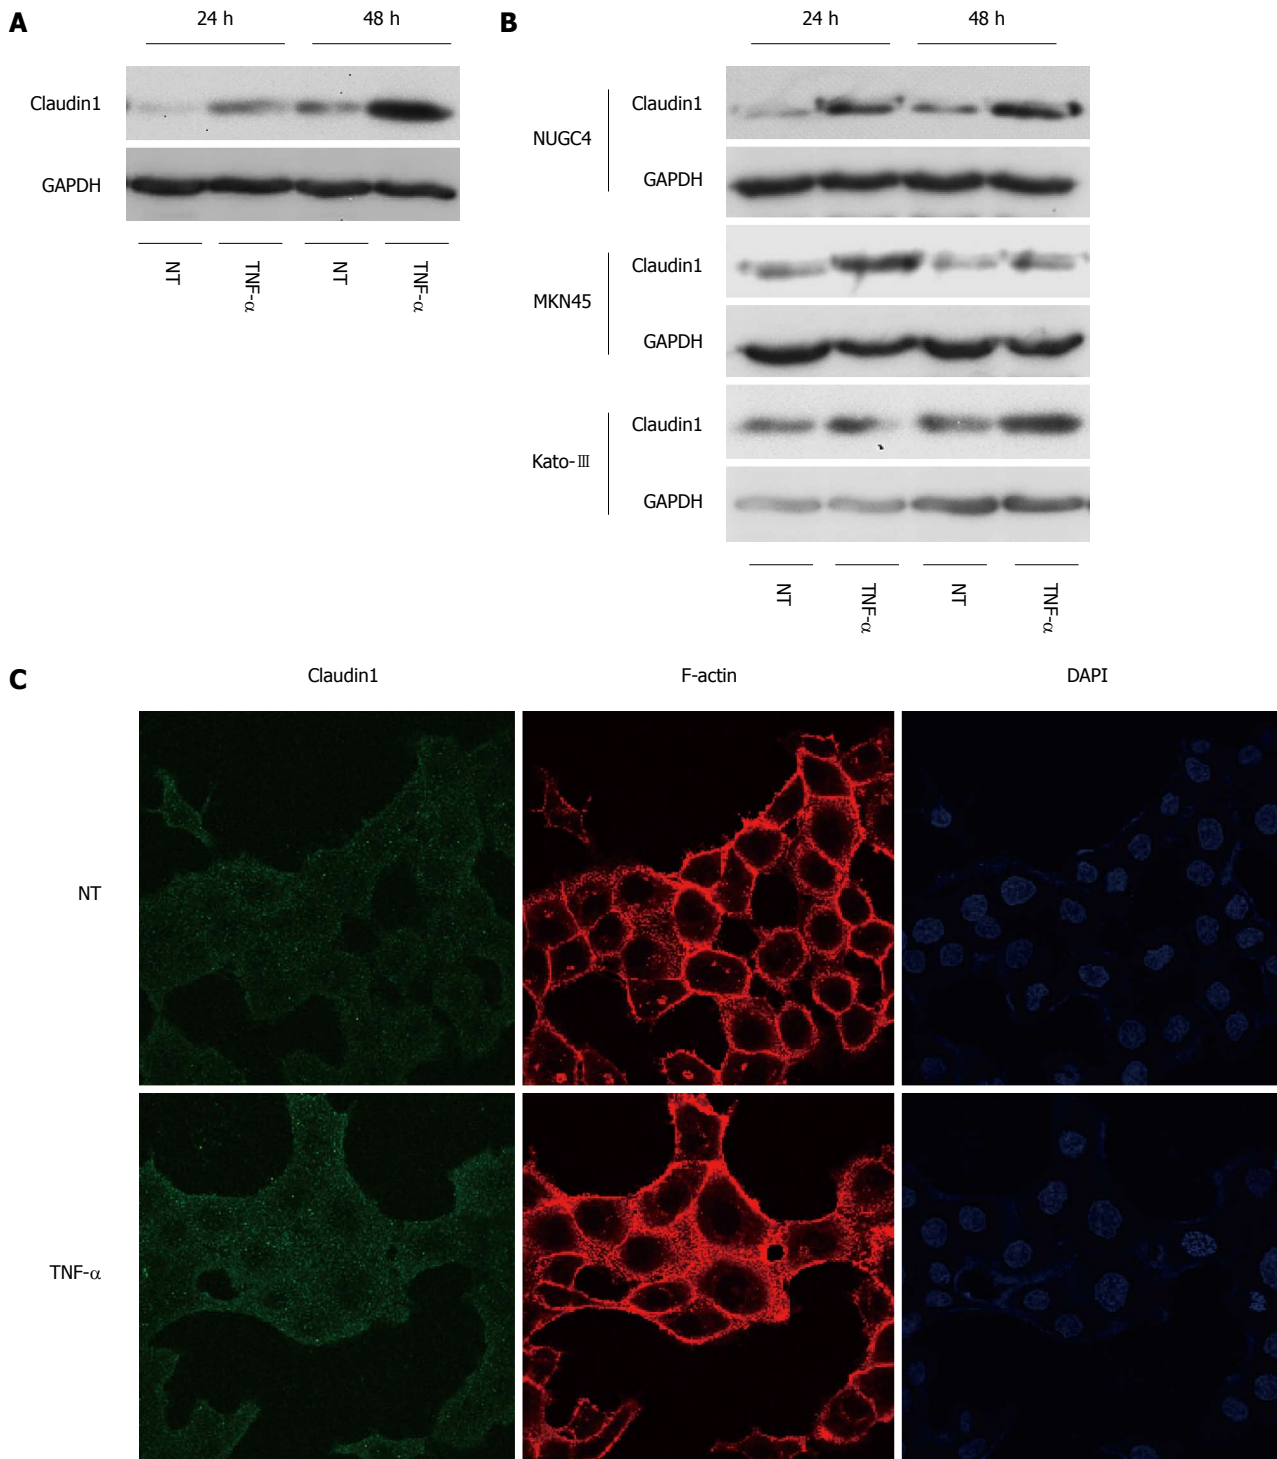 A
24 h
48 h
Claudin1
GAPDH
NT
TNF-α
NT
TNF-α
B
24 h
48 h
NUGC4
Claudin1
GAPDH
MKN45
Claudin1
GAPDH
Kato-Ⅲ
Claudin1
GAPDH
NT
TNF-α
NT
TNF-α
C
Claudin1
F-actin
DAPI
NT
TNF-α